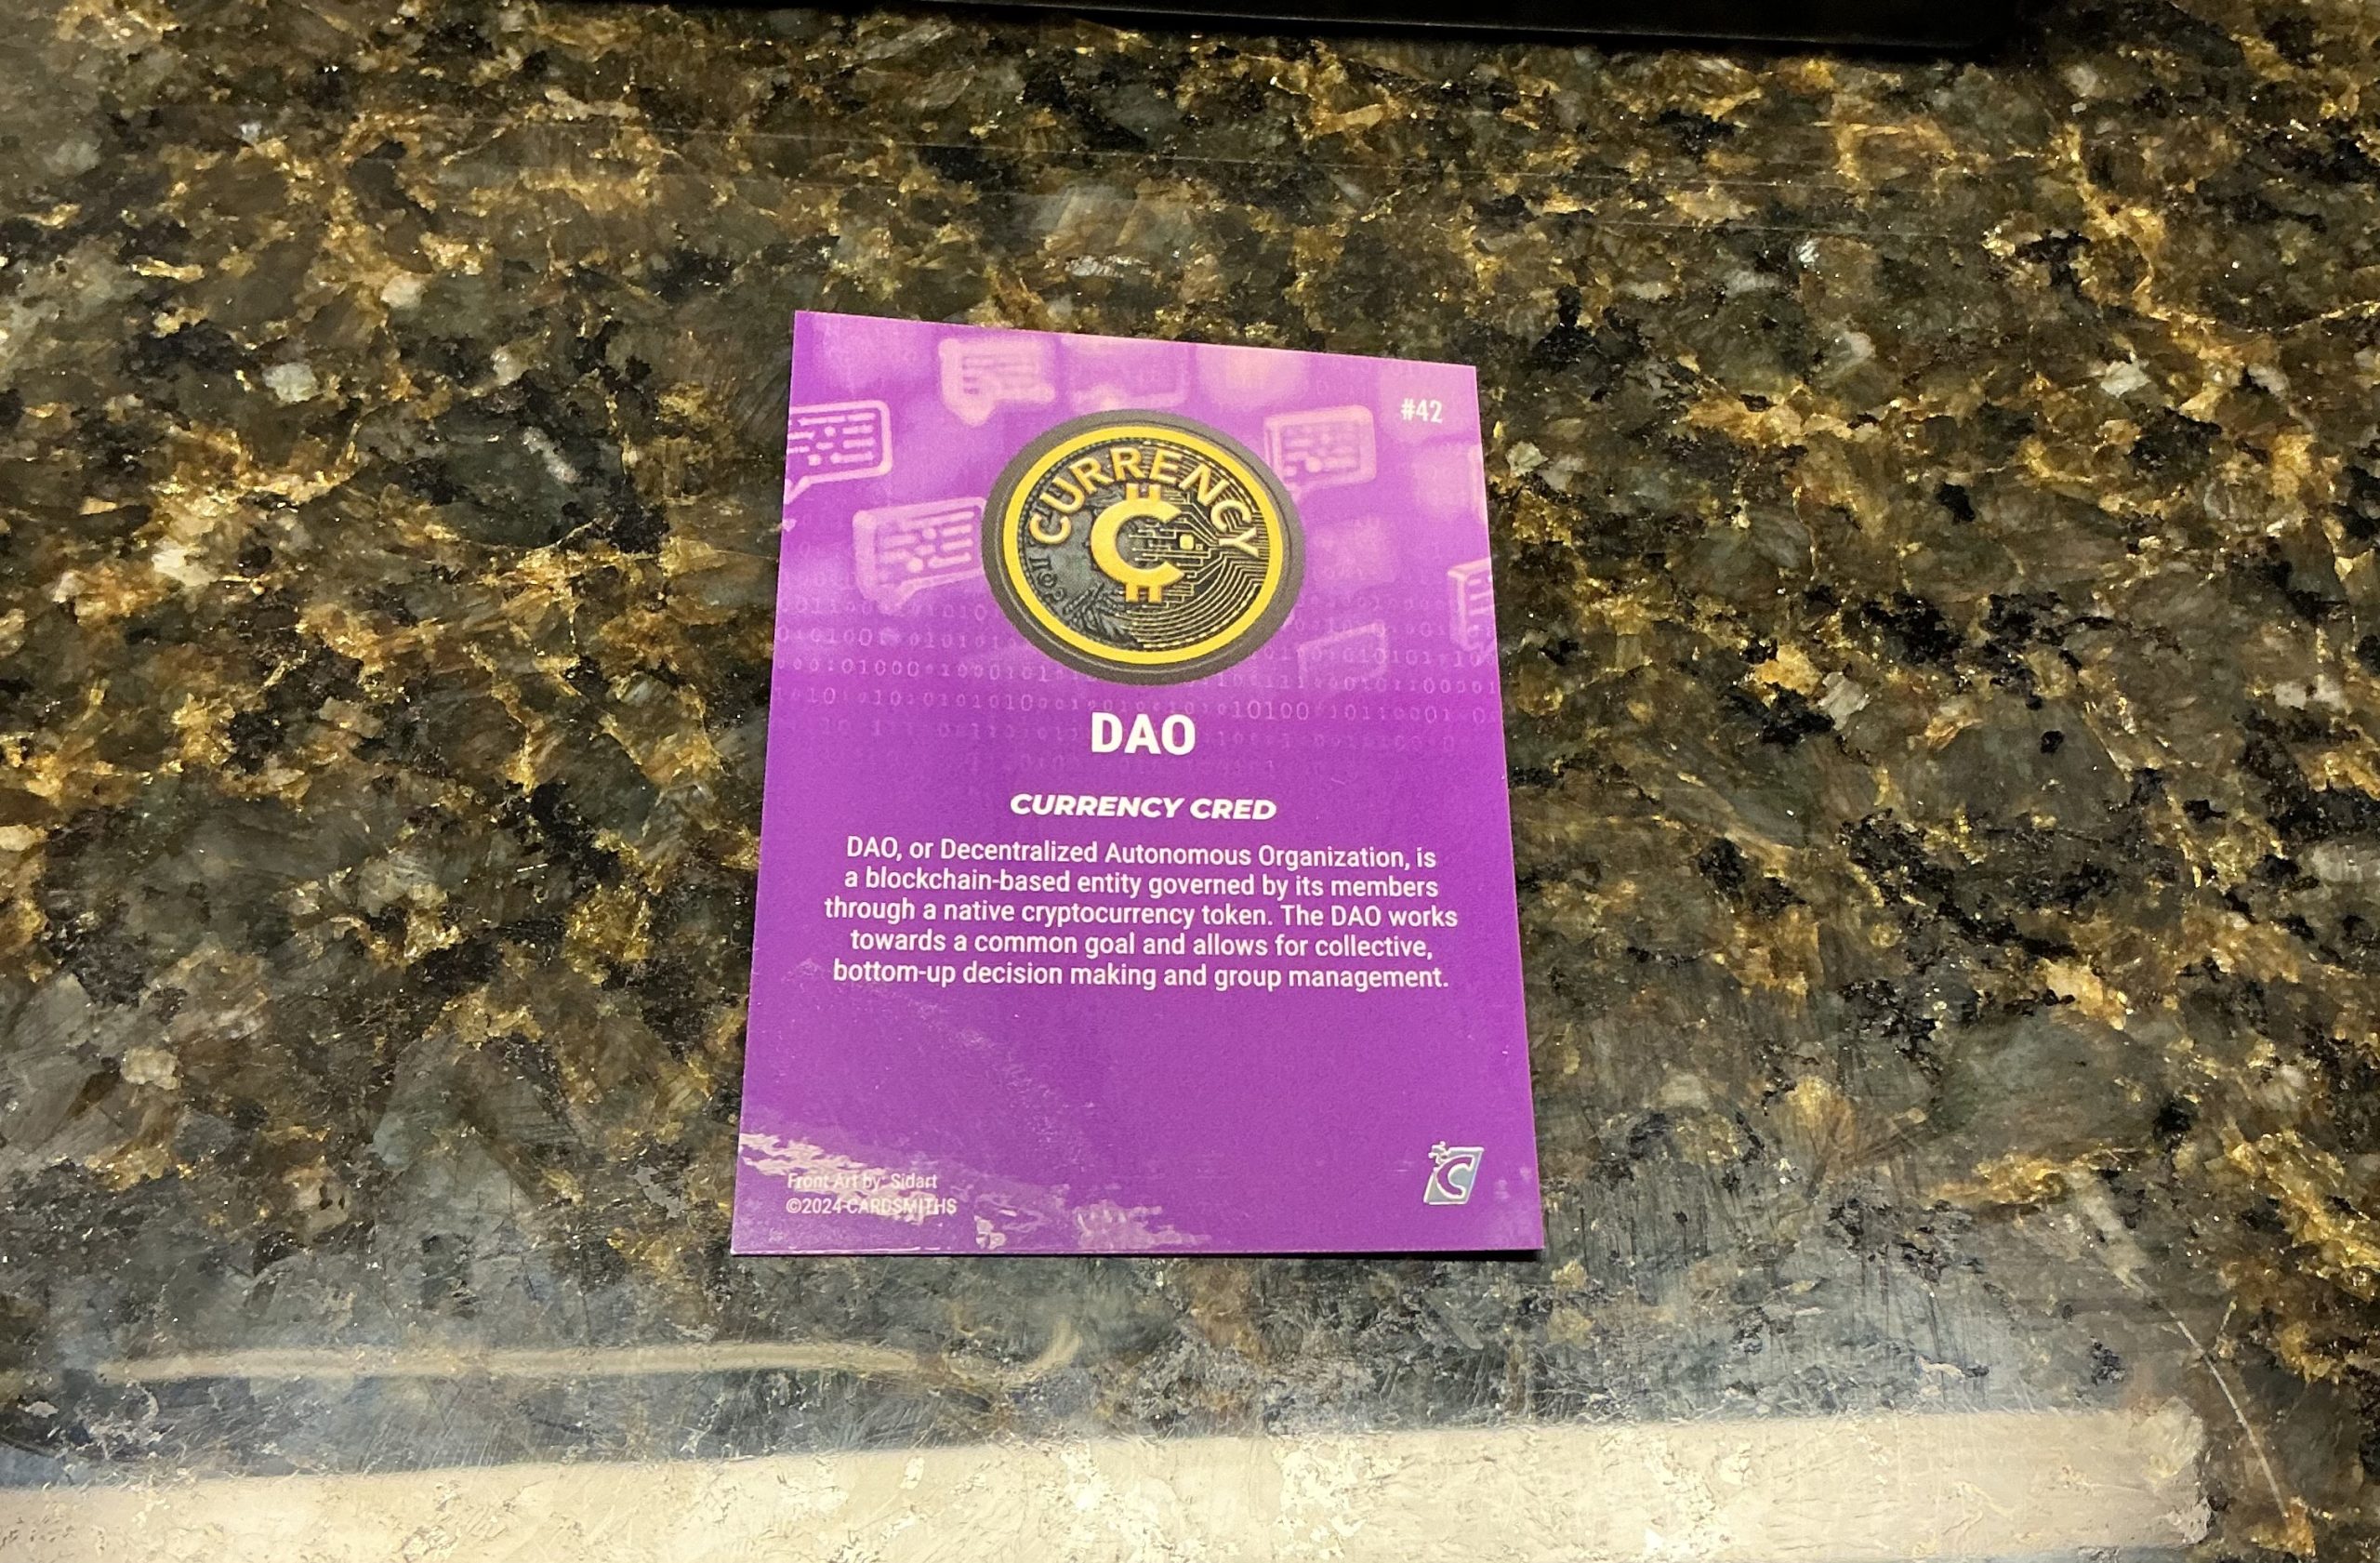 #42
CURRENCY
DAO
CURRENCY CRED
DAO, or Decentralized Autonomous Organization, is
a blockchain-based entity governed by its members
through a native cryptocurrency token. The DAO works
towards a common goal and allows for collective,
bottom-up decision making and group management.
Front Art by: Sidart
©2024 CARDSMITHS
C